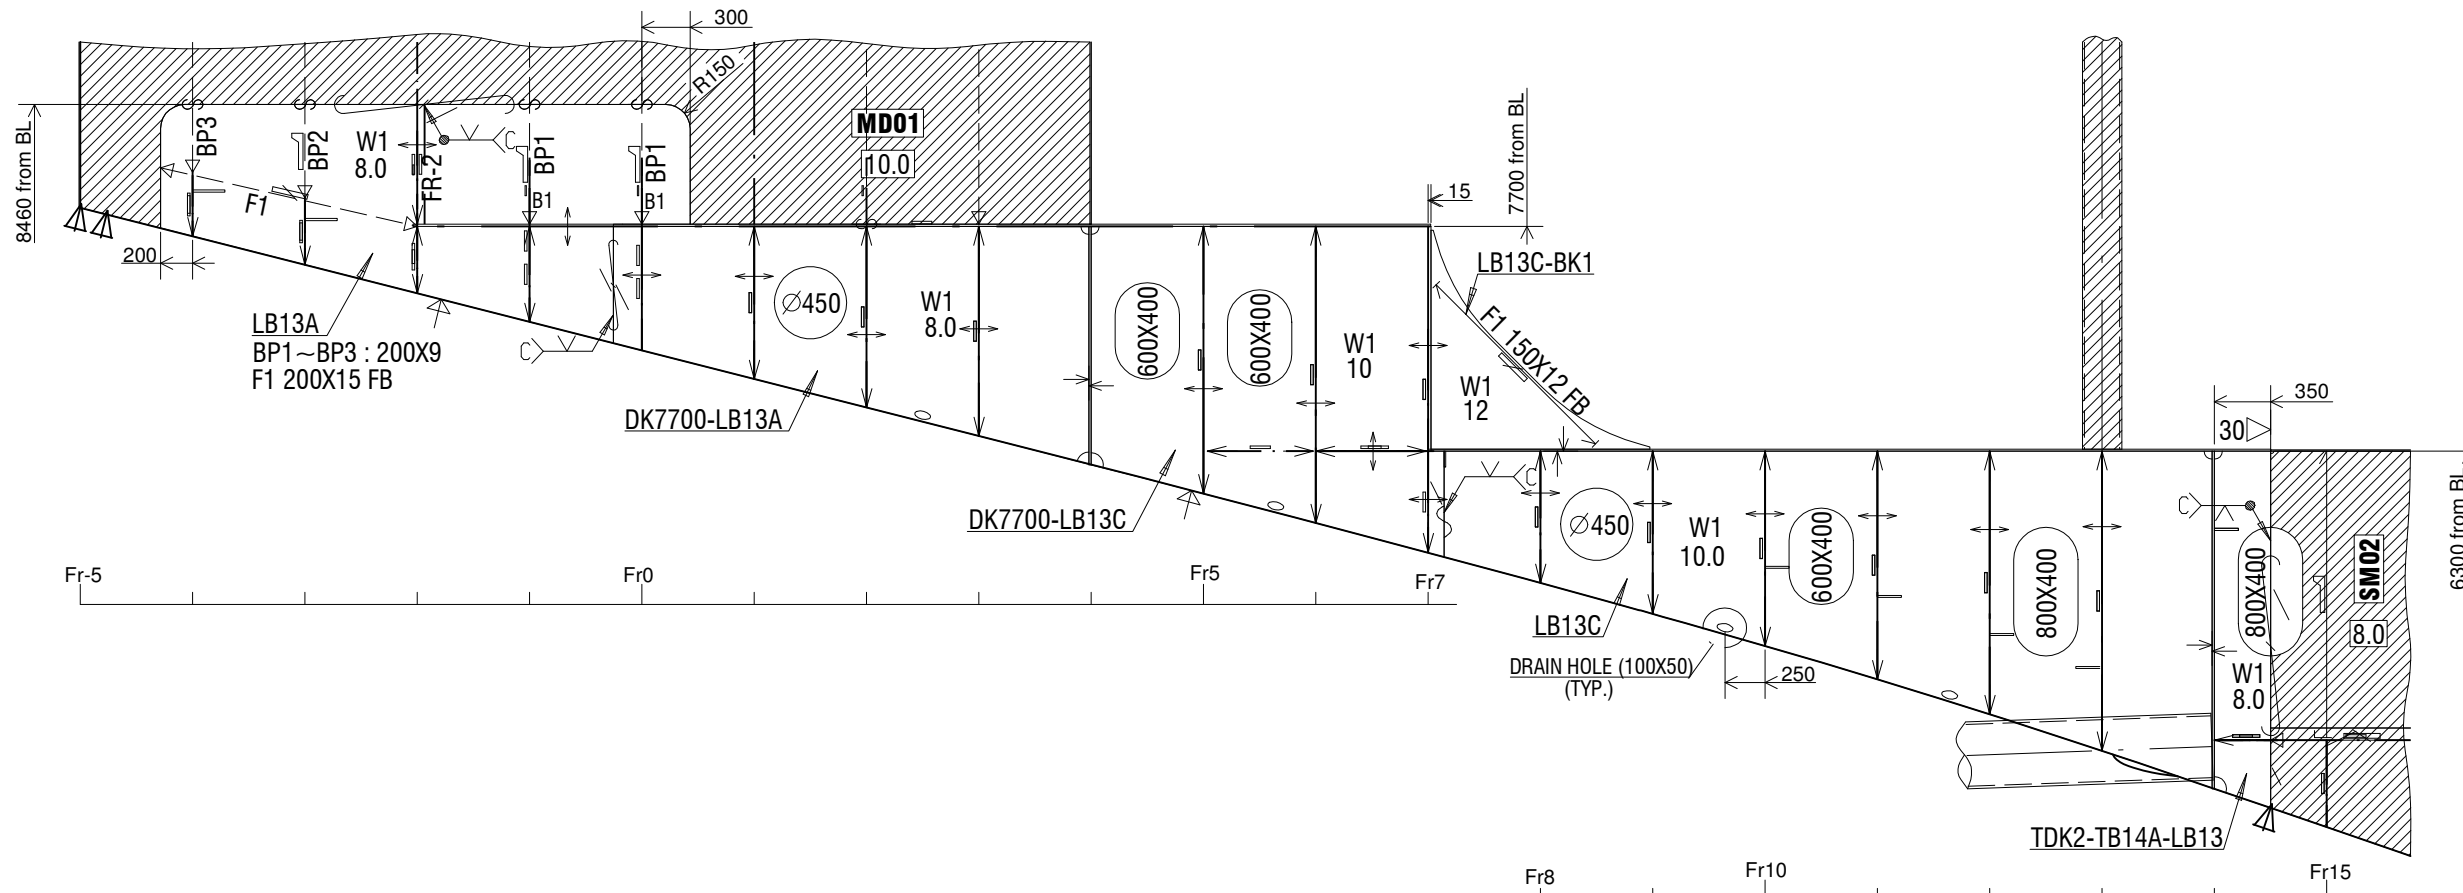 300
R150
8460 from BL
BP3
BP2
W1
8.0
FR-2
C
BP1
BP1
B1
B1
MD01
10.0
F1
200
15
7700 from BL
LB13A
BP1~BP3 : 200X9
F1 200X15 FB
C
Ø450
W1
8.0
600X400
600X400
W1
10
LB13C-BK1
F1 150X12 FB
W1
12
DK7700-LB13A
DK7700-LB13C
350
30
C
Ø450
W1
10.0
600X400
800X400
C
800X400
SM02
8.0
6300 from BL
W1
8.0
Fr-5
Fr0
Fr5
Fr7
LB13C
DRAIN HOLE (100X50)
(TYP.)
250
TDK2-TB14A-LB13
Fr8
Fr10
Fr15